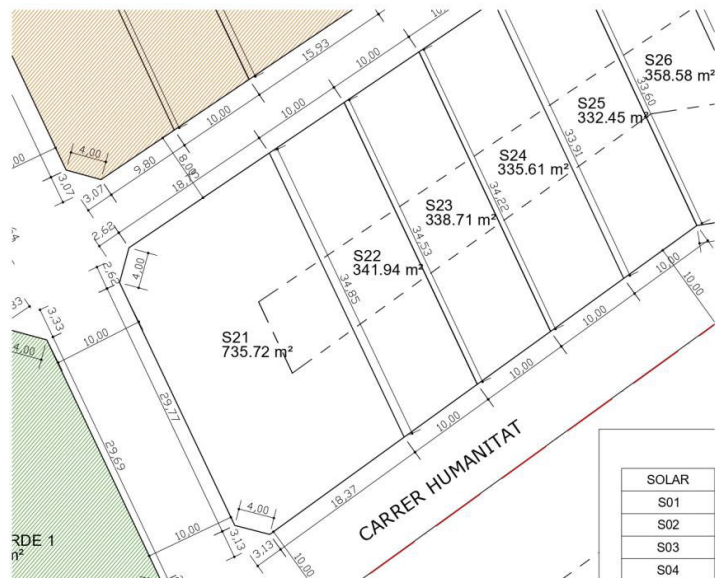 15,93
10,00
10,00
10,00
9,80
4,00
3,07
3,07
2,62
2,62
4,00
S26
358.58 m²
33,60
S25
332.45 m²
33,91
S24
335.61 m²
34,22
S23
338.71 m²
34,53
S22
341.94 m²
34,85
S21
735.72 m²
3,33
4,00
10,00
29,77
29,69
10,00
4,00
3,13
3,13
10,00
18,37
10,00
10,00
10,00
10,00
10,00
CARRER HUMANITAT
RDE 1
m²
SOLAR
S01
S02
S03
S04